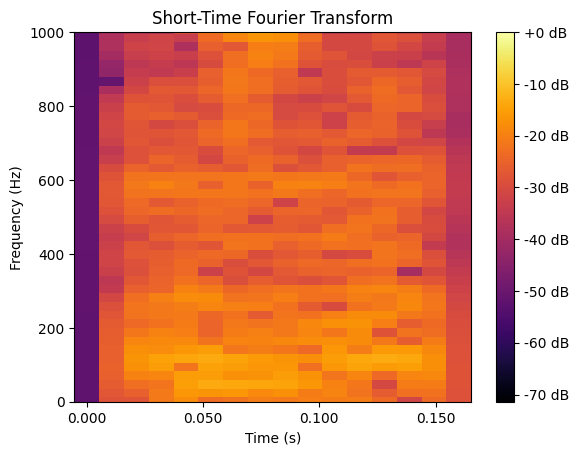 Short-Time Fourier Transform
1000
800
600
400
200
0
Frequency (Hz)
0.000
0.050
0.100
0.150
Time (s)
+0 dB
-10 dB
-20 dB
-30 dB
-40 dB
-50 dB
-60 dB
-70 dB